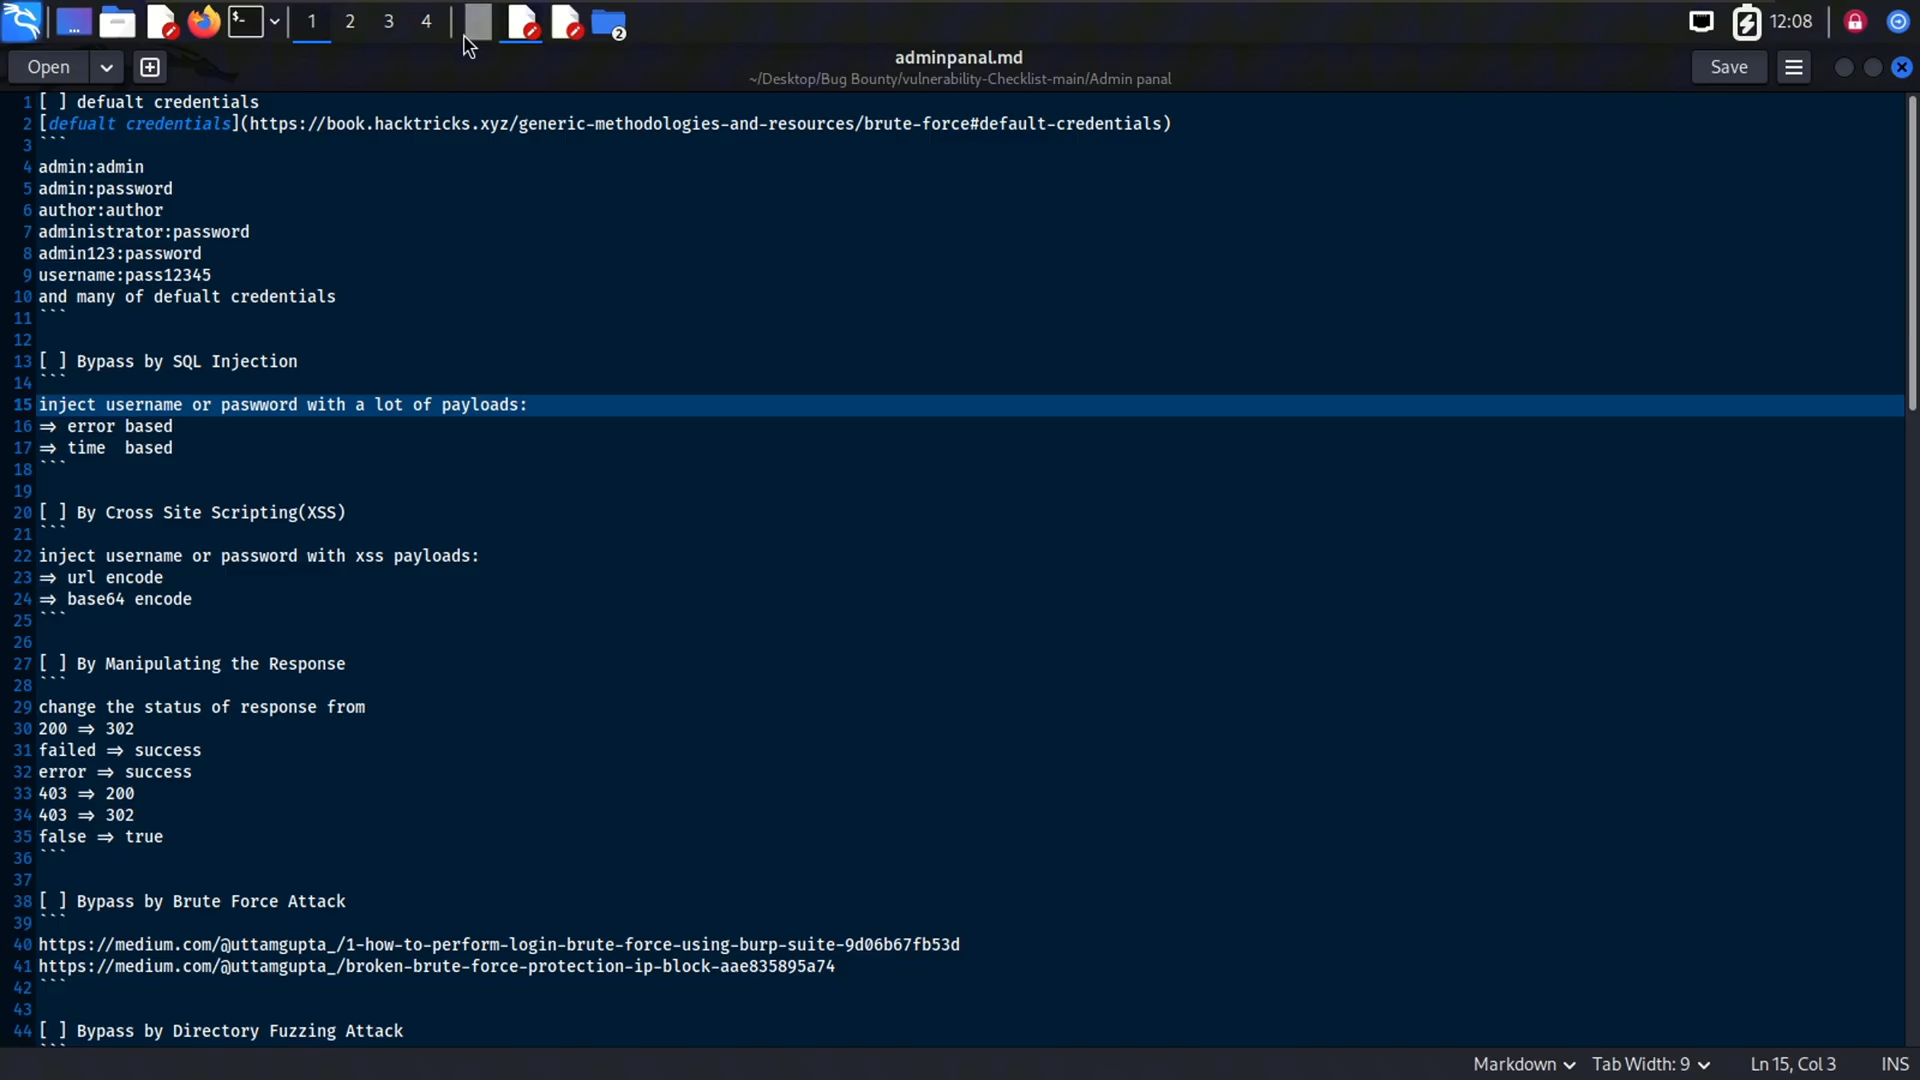 1 2 3 4
2
12:08
Open
adminpanal.md
~/Desktop/Bug Bounty/vulnerability-Checklist-main/Admin panal
Save
1 [ ] defualt credentials
2 [defualt credentials](https://book.hacktricks.xyz/generic-methodologies-and-resources/brute-force#default-credentials)
3 ```
4 admin:admin
5 admin:password
6 author:author
7 administrator:password
8 admin123:password
9 username:pass12345
10 and many of defualt credentials
11 ```
12
13 [ ] Bypass by SQL Injection
14 ```
15 inject username or paswword with a lot of payloads:
16 => error based
17 => time  based
18 ```
19
20 [ ] By Cross Site Scripting(XSS)
21 ```
22 inject username or password with xss payloads:
23 => url encode
24 => base64 encode
25 ```
26
27 [ ] By Manipulating the Response
28 ```
29 change the status of response from
30 200 => 302
31 failed => success
32 error => success
33 403 => 200
34 403 => 302
35 false => true
36 ```
37
38 [ ] Bypass by Brute Force Attack
39 ```
40 https://medium.com/@uttamgupta_/1-how-to-perform-login-brute-force-using-burp-suite-9d06b67fb53d
41 https://medium.com/@uttamgupta_/broken-brute-force-protection-ip-block-aae835895a74
42 ```
43
44 [ ] Bypass by Directory Fuzzing Attack
```
Markdown Tab Width: 9 Ln 15, Col 3 INS